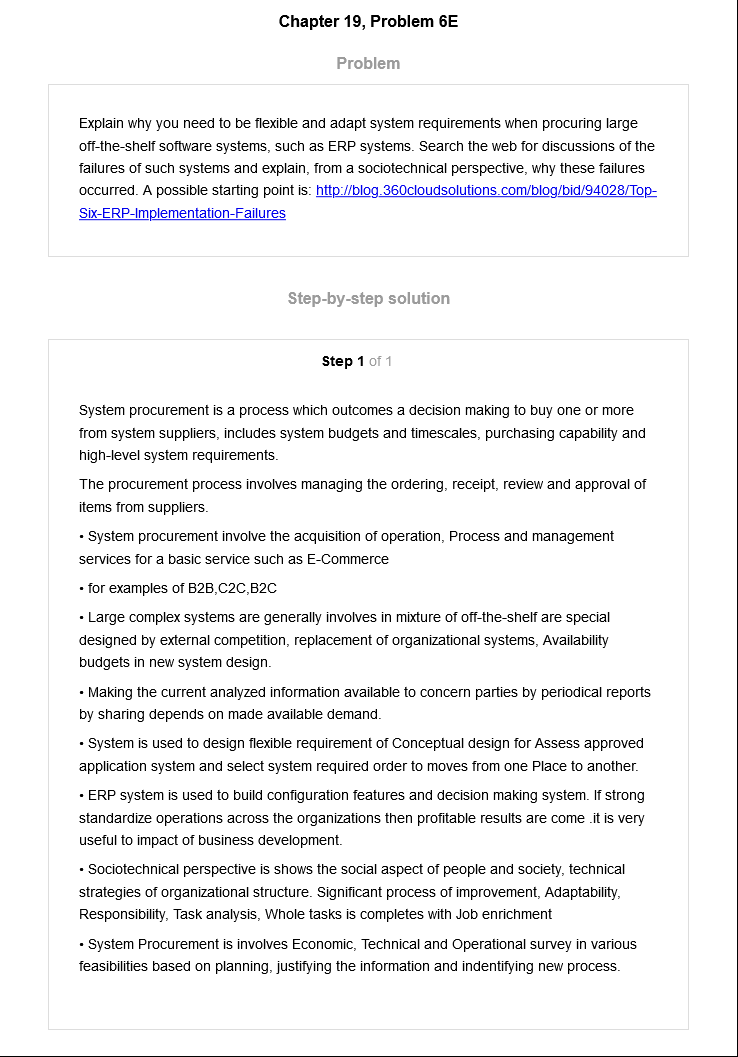 Chapter 19, Problem 6E
Problem
Explain why you need to be flexible and adapt system requirements when procuring large
off-the-shelf software systems, such as ERP systems. Search the web for discussions of the
failures of such systems and explain, from a sociotechnical perspective, why these failures
occurred. A possible starting point is: http://blog.360cloudsolutions.com/blog/bid/94028/Top-
Six-ERP-Implementation-Failures
Step-by-step solution
Step 1 of 1
System procurement is a process which outcomes a decision making to buy one or more
from system suppliers, includes system budgets and timescales, purchasing capability and
high-level system requirements.
The procurement process involves managing the ordering, receipt, review and approval of
items from suppliers.
• System procurement involve the acquisition of operation, Process and management
services for a basic service such as E-Commerce
• for examples of B2B,C2C,B2C
• Large complex systems are generally involves in mixture of off-the-shelf are special
designed by external competition, replacement of organizational systems, Availability
budgets in new system design.
• Making the current analyzed information available to concern parties by periodical reports
by sharing depends on made available demand.
• System is used to design flexible requirement of Conceptual design for Assess approved
application system and select system required order to moves from one Place to another.
• ERP system is used to build configuration features and decision making system. If strong
standardize operations across the organizations then profitable results are come .it is very
useful to impact of business development.
• Sociotechnical perspective is shows the social aspect of people and society, technical
strategies of organizational structure. Significant process of improvement, Adaptability,
Responsibility, Task analysis, Whole tasks is completes with Job enrichment
• System Procurement is involves Economic, Technical and Operational survey in various
feasibilities based on planning, justifying the information and indentifying new process.